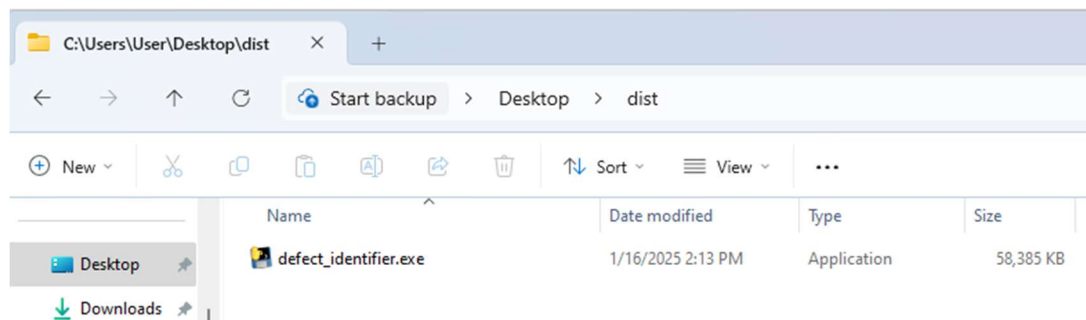 C:\Users\User\Desktop\dist
Start backup > Desktop > dist
New Sort View
Name Date modified Type Size
Desktop defect_identifier.exe 1/16/2025 2:13 PM Application 58,385 KB
Downloads